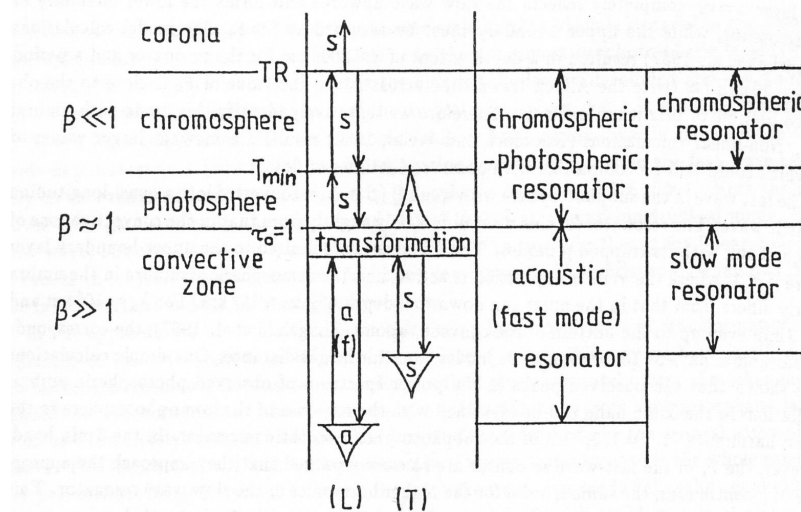 corona
TR
β≪1
chromosphere
T min
photosphere
β≈1
τ₀=1
convective
zone
β≫1
S
S
S
S
transformation
a
(f)
S
S
a
(L) (T)
chromospheric
-photospheric
resonator
acoustic
(fast mode)
resonator
chromospheric
resonator
slow mode
resonator